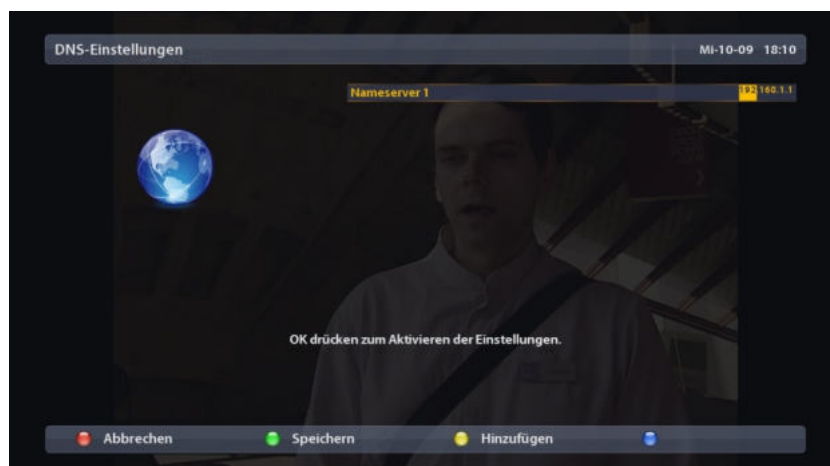 DNS-Einstellungen
Mi-10-09 18:10
Nameserver 1
192.160.1.1
OK drücken zum Aktivieren der Einstellungen.
Abbrechen
Speichern
Hinzufügen